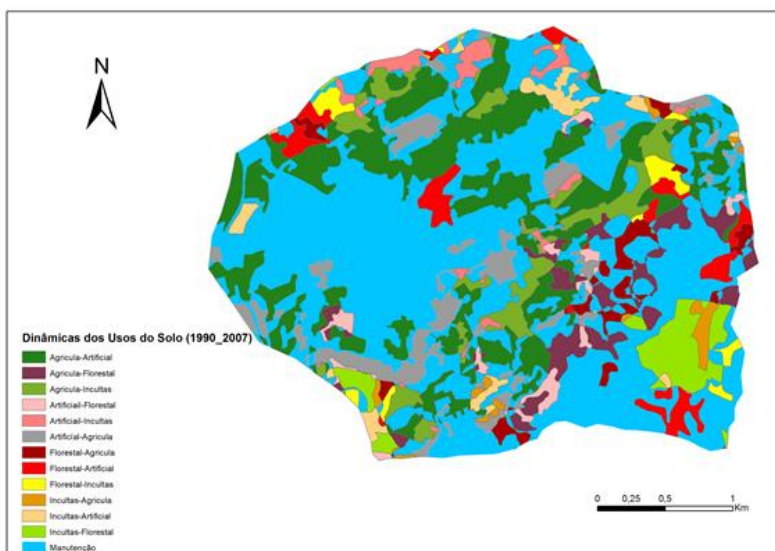 N
Dinâmicas dos Usos do Solo (1990_2007)
Agrícula-Artificial
Agrícula-Florestal
Agrícula-Incultas
Artificiail-Florestal
Artificial-Incultas
Artificial-Agrícula
Florestal-Agrícula
Florestal-Artificial
Florestal-Incultas
Incultas-Agrícula
Incultas-Artificial
Incultas-Florestal
Manutenção
0 0,25 0,5 1
Km